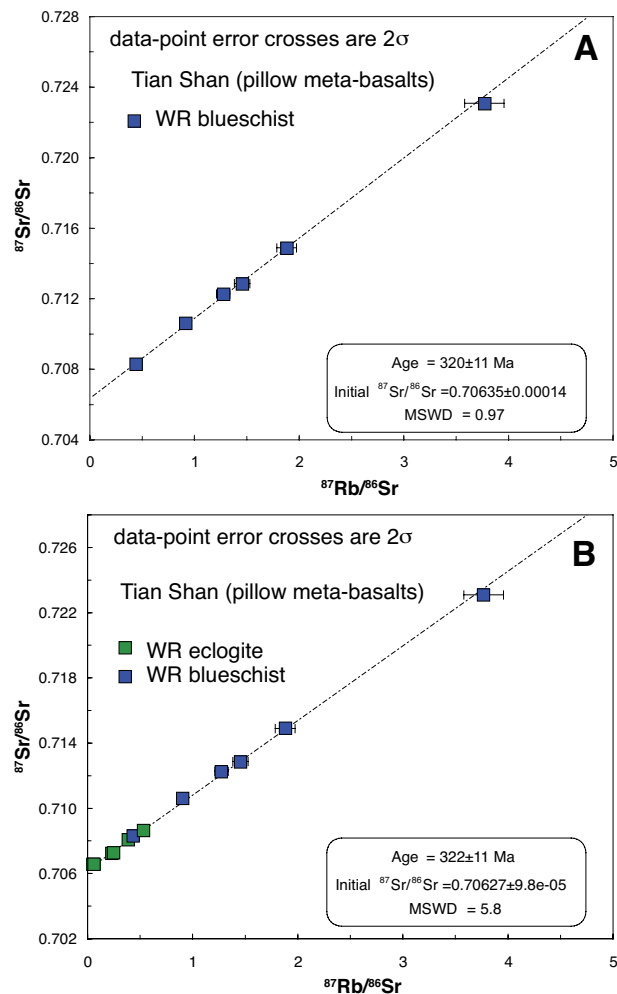 0.728
data-point error crosses are 2σ
A
Tian Shan (pillow meta-basalts)
WR blueschist
0.724
0.720
0.716
0.712
0.708
0.704
⁸⁷Sr/⁸⁶Sr
Age = 320±11 Ma
Initial ⁸⁷Sr/⁸⁶Sr =0.70635±0.00014
MSWD = 0.97
0 1 2 3 4 5
⁸⁷Rb/⁸⁶Sr
data-point error crosses are 2σ
B
Tian Shan (pillow meta-basalts)
WR eclogite
WR blueschist
0.726
0.722
0.718
0.714
0.710
0.706
0.702
⁸⁷Sr/⁸⁶Sr
Age = 322±11 Ma
Initial ⁸⁷Sr/⁸⁶Sr =0.70627±9.8e-05
MSWD = 5.8
0 1 2 3 4 5
⁸⁷Rb/⁸⁶Sr